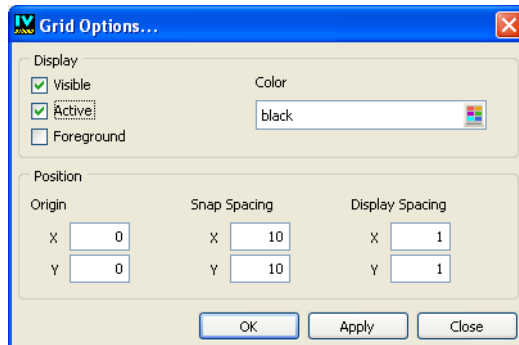 IV
Grid Options...
Display
Visible
Color
Active
black
Foreground
Position
Origin
Snap Spacing
Display Spacing
X 0 X 10 X 1
Y 0 Y 10 Y 1
OK Apply Close